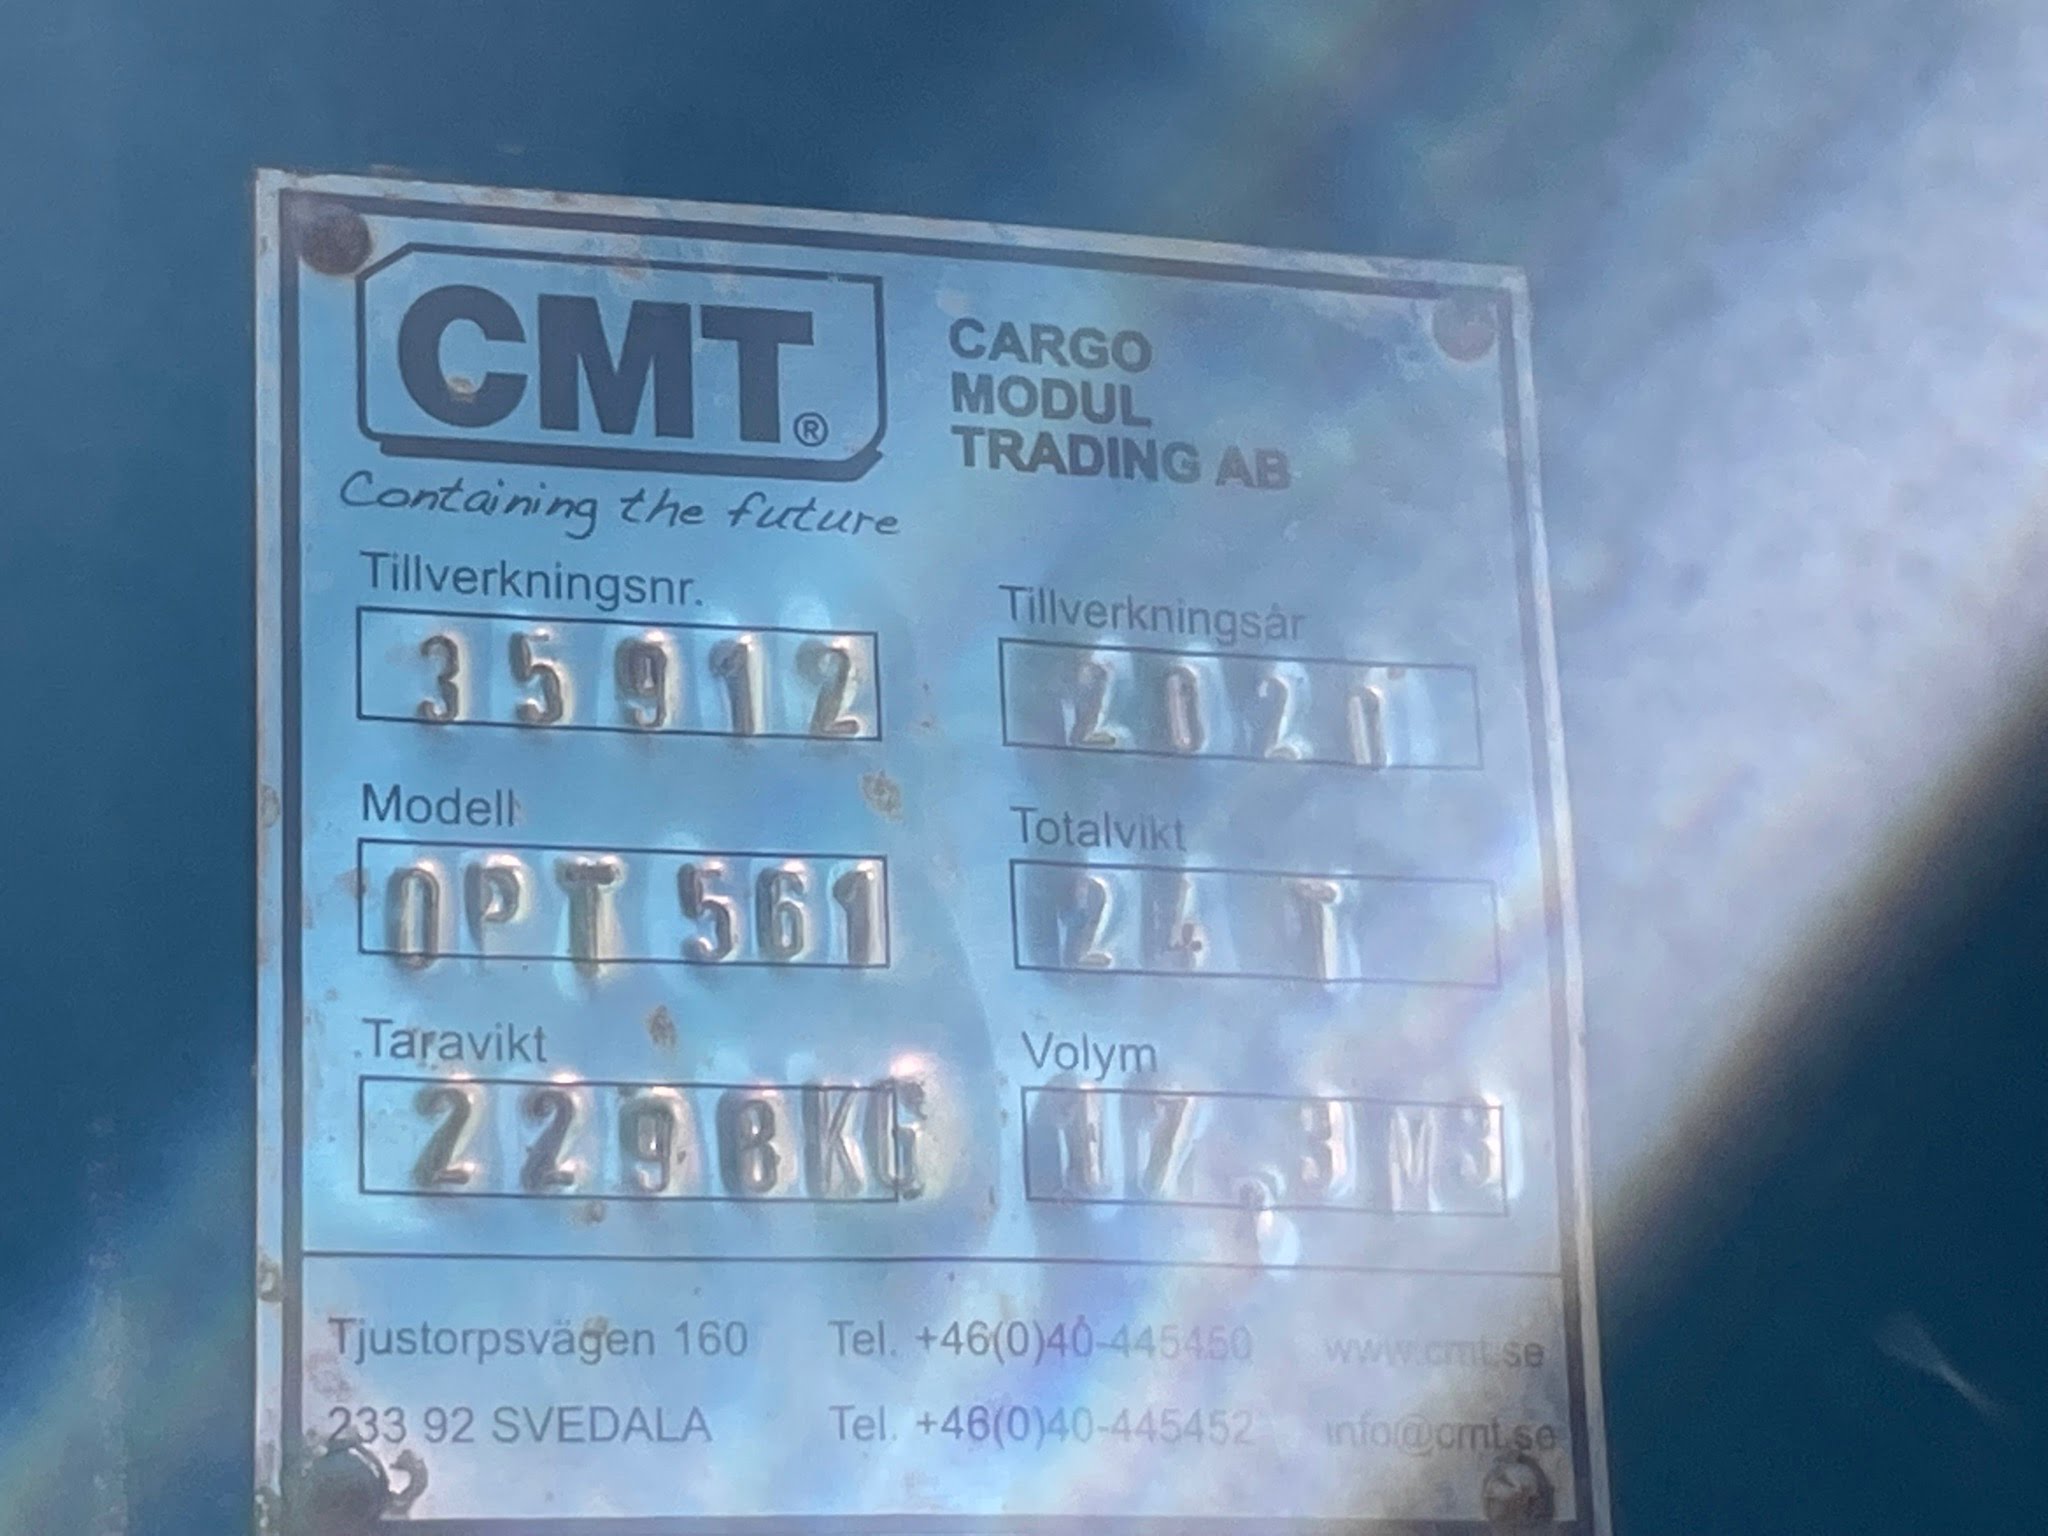 CMT®
CARGO
MODUL
TRADING AB
Containing the future
Tillverkningsnr.
35912
Tillverkningsår
2020
Modell
OPT 561
Totalvikt
24 T
Taravikt
2298KG
Volym
17,3M3
Tjustorpsvägen 160
Tel. +46(0)40-445450
www.cmt.se
233 92 SVEDALA
Tel. +46(0)40-445452
info@cmt.se